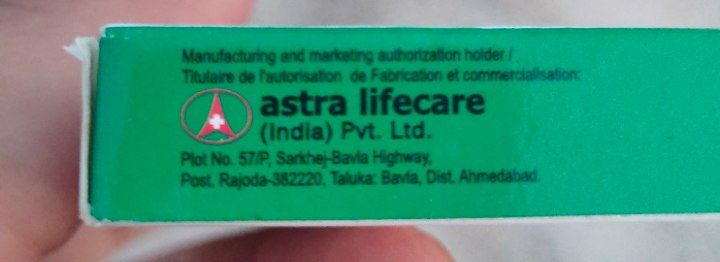 Manufacturing and marketing authorization holder /
Titulaire de l'autorisation de Fabrication et commercialisation:
astra lifecare
(India) Pvt. Ltd.
Plot No. 57/P, Sarkhej-Bavla Highway,
Post. Rajoda-382220, Taluka: Bavla, Dist. Ahmedabad.